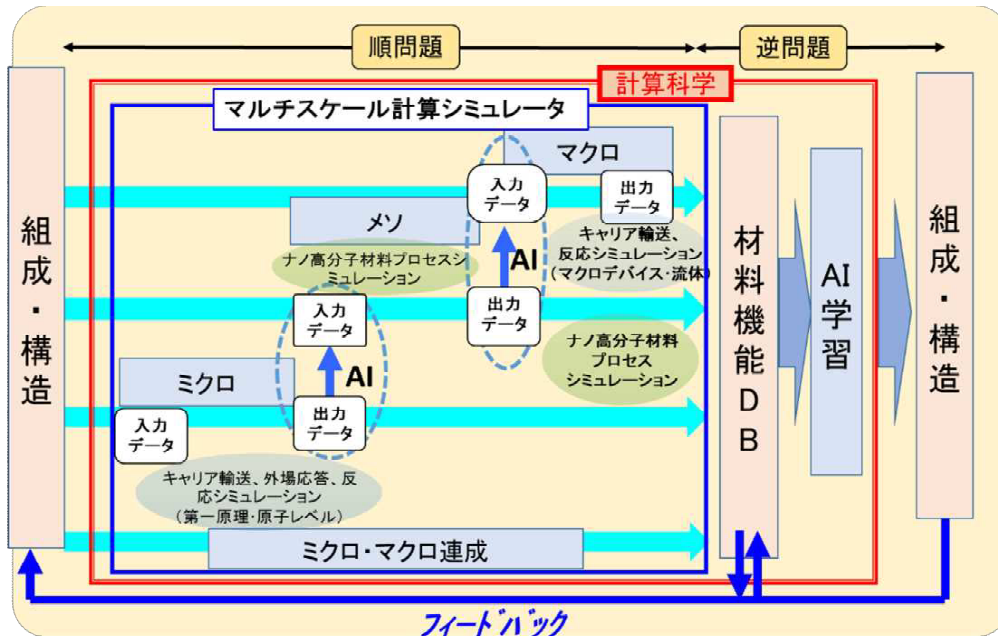 順問題
逆問題
計算科学
マルチスケール計算シミュレータ
組成・構造
マクロ
入力
データ
出力
データ
メソ
キャリア輸送、
反応シミュレーション
（マクロデバイス・流体）
ナノ高分子材料プロセスシ
ミュレーション
AI
入力
データ
出力
データ
ナノ高分子材料
プロセス
シミュレーション
ミクロ
AI
入力
データ
出力
データ
キャリア輸送、外場応答、反
応シミュレーション
（第一原理・原子レベル）
ミクロ・マクロ連成
材料機能DB
AI学習
組成・構造
フィードバック